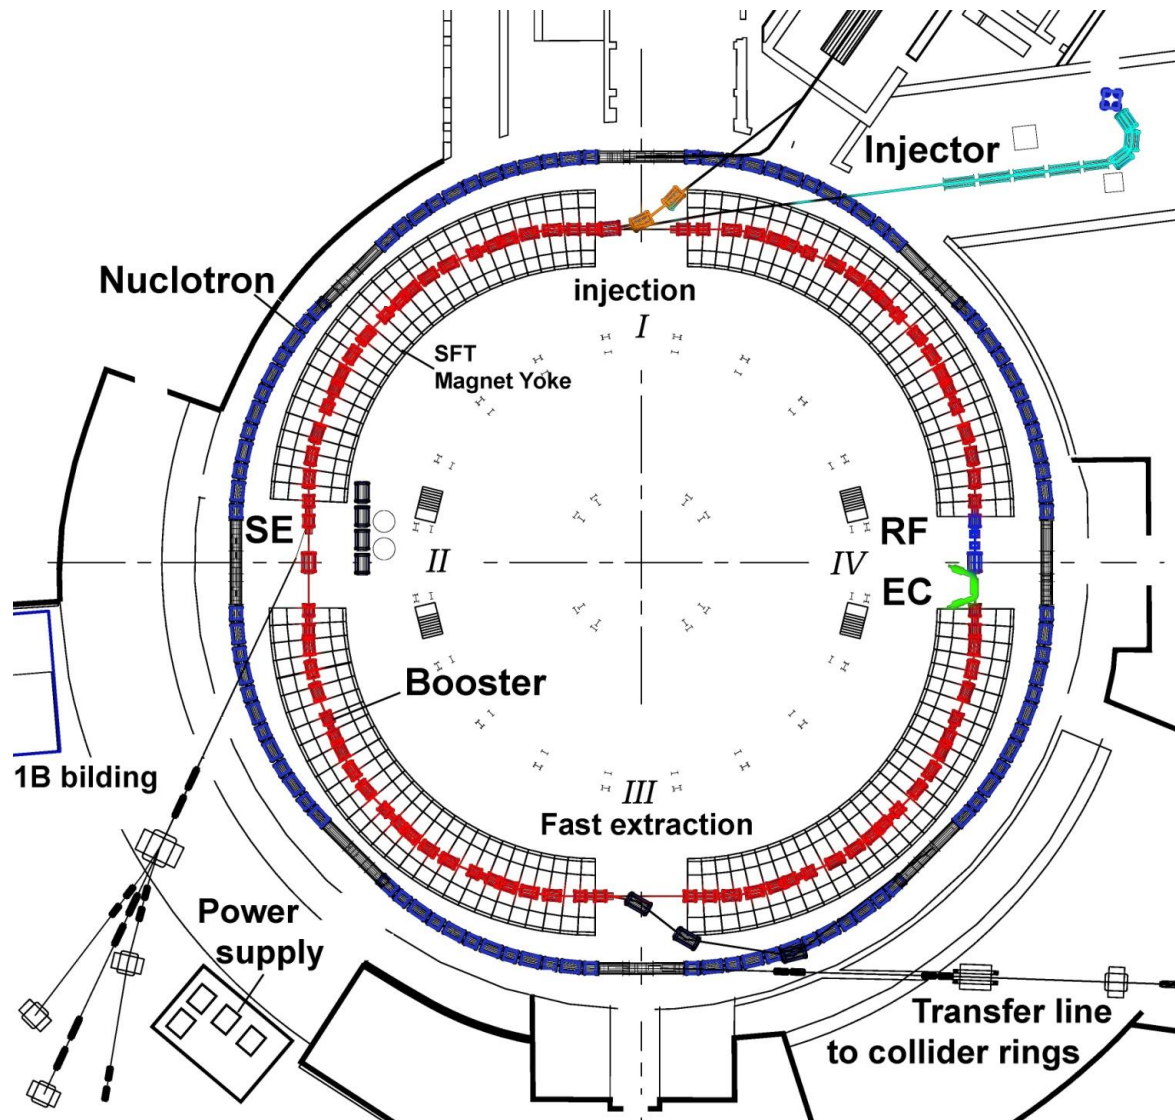 Injector
Nuclotron
injection
I
SFT
Magnet Yoke
SE
RF
II
IV
EC
Booster
1B bilding
III
Fast extraction
Power
supply
Transfer line
to collider rings